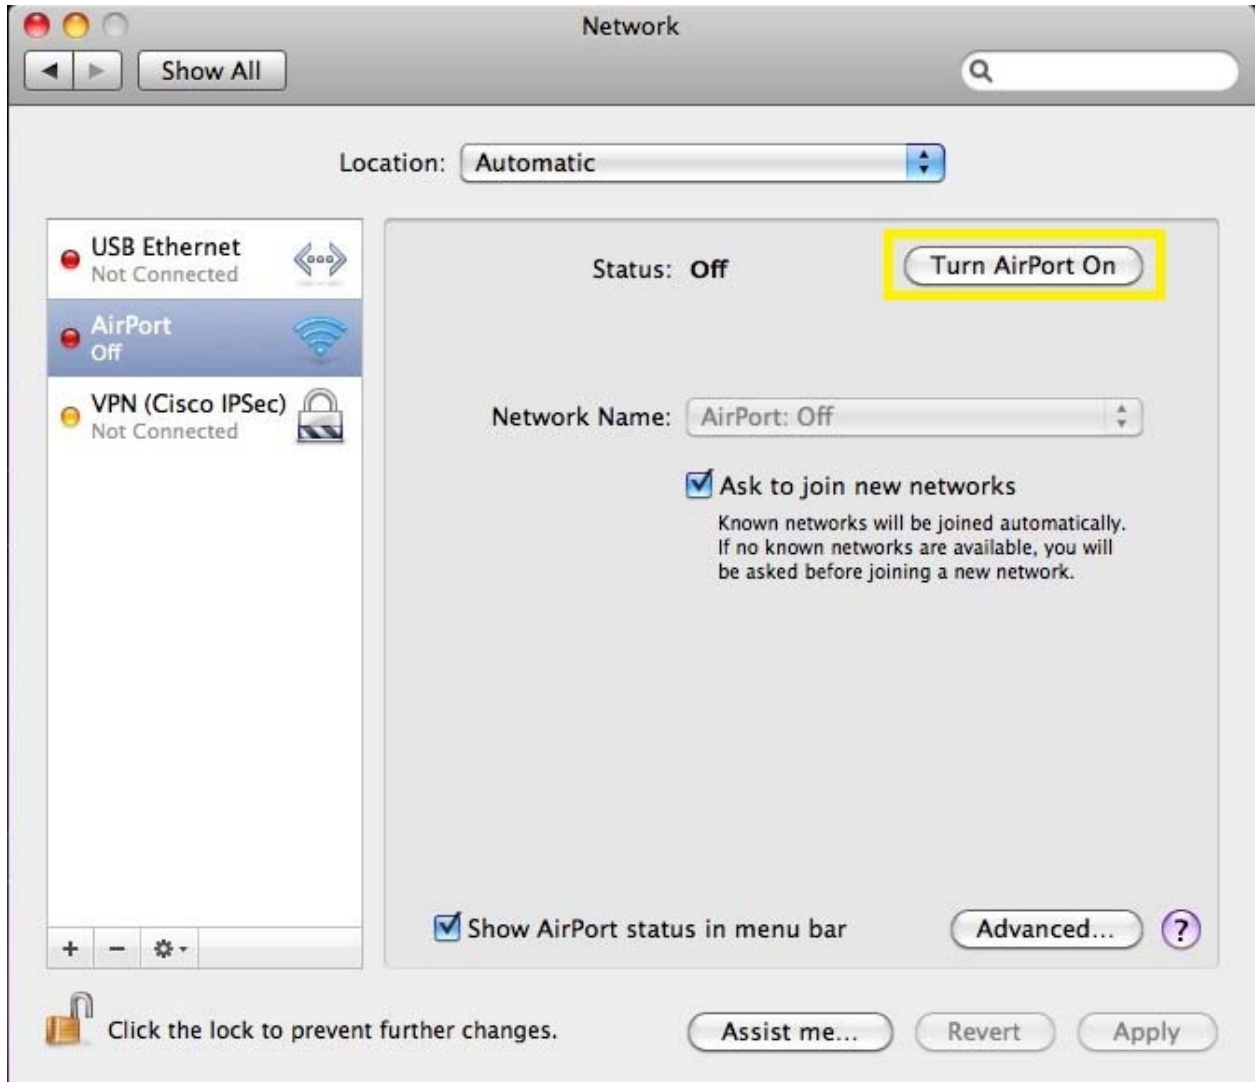 Network
Show All
Location: Automatic
USB Ethernet
Not Connected
AirPort
Off
VPN (Cisco IPSec)
Not Connected
Status: Off
Turn AirPort On
Network Name: AirPort: Off
Ask to join new networks
Known networks will be joined automatically.
If no known networks are available, you will
be asked before joining a new network.
Show AirPort status in menu bar
Advanced...
?
Click the lock to prevent further changes.
Assist me...
Revert
Apply